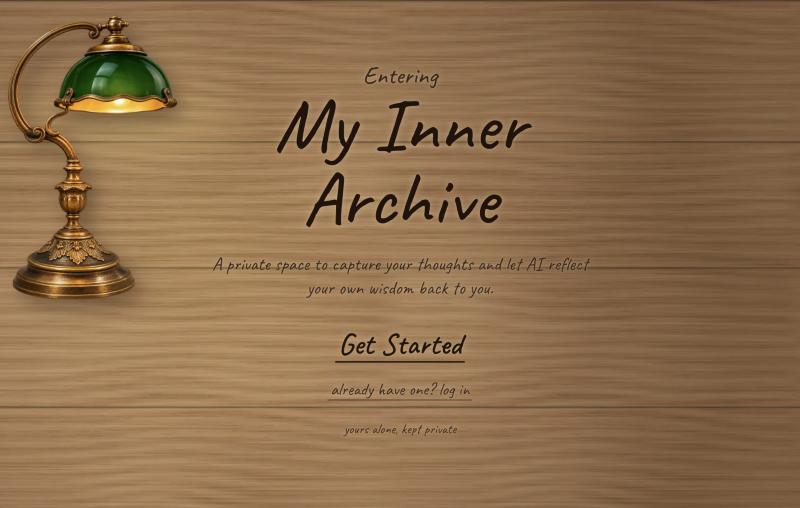 Entering
My Inner
Archive
A private space to capture your thoughts and let AI reflect
your own wisdom back to you.
Get Started
already have one? log in
yours alone, kept private